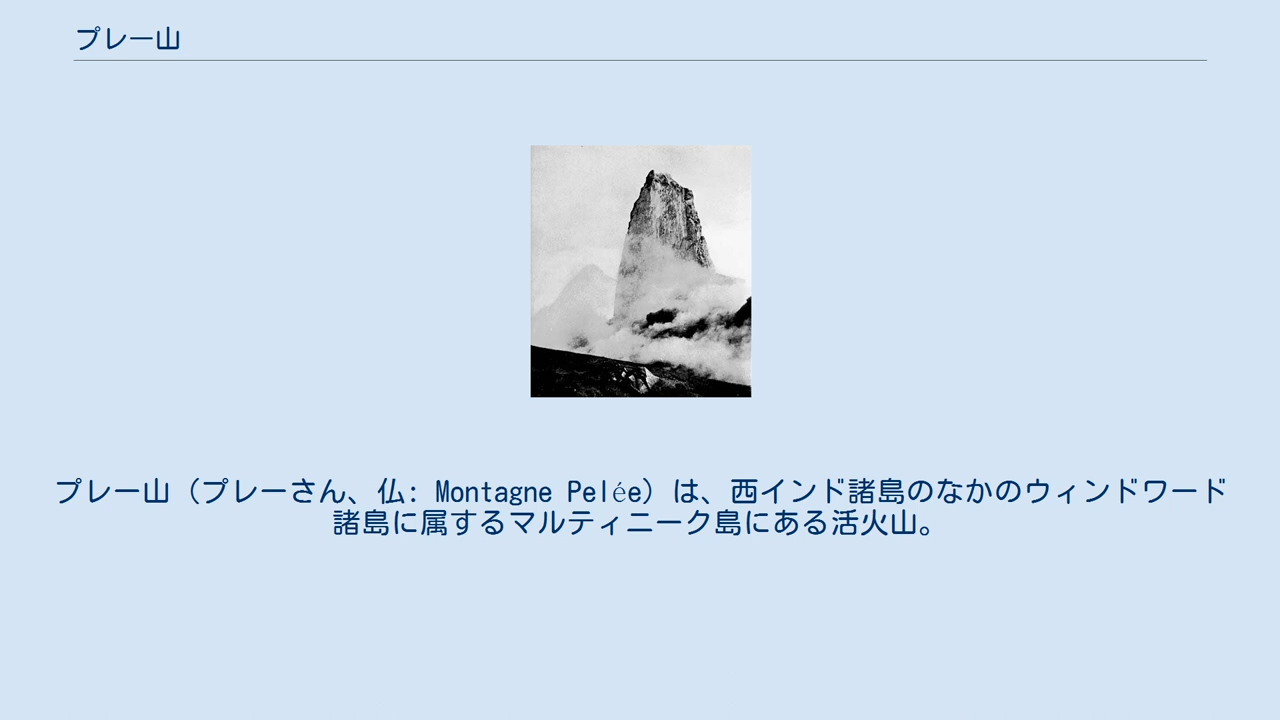 プレー山
プレー山（プレーさん、仏: Montagne Pelée）は、西インド諸島のなかのウィンドワード
諸島に属するマルティニーク島にある活火山。